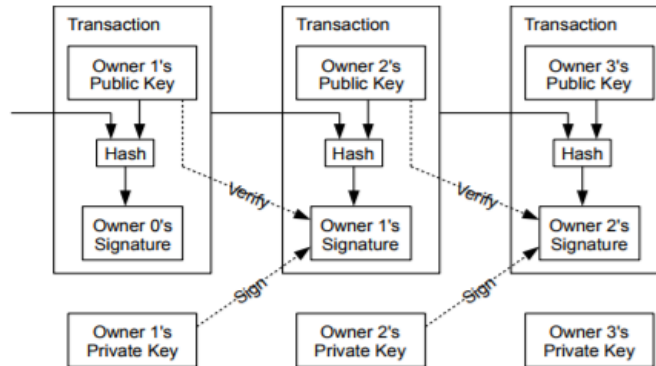 Transaction
Transaction
Transaction
Owner 1's
Public Key
Owner 2's
Public Key
Owner 3's
Public Key
Hash
Hash
Hash
Verify
Verify
Owner 0's
Signature
Owner 1's
Signature
Owner 2's
Signature
Sign
Sign
Owner 1's
Private Key
Owner 2's
Private Key
Owner 3's
Private Key